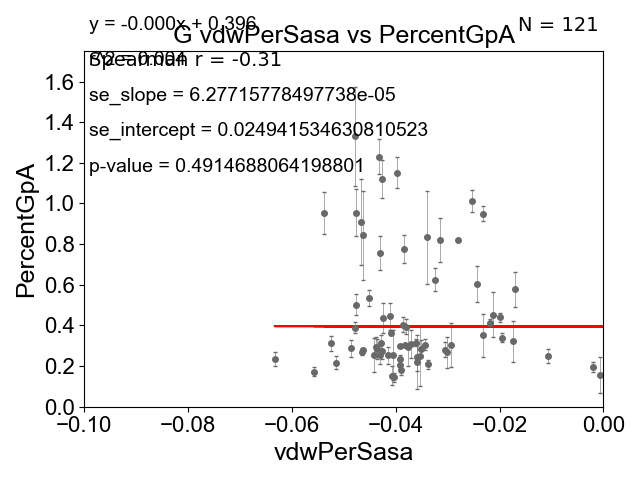 y = -0.000x + 0.396
N = 121
G vdwPerSasa vs PercentGpA
Spearman r = -0.31
se_slope = 6.27715778497738e-05
se_intercept = 0.024941534630810523
p-value = 0.4914688064198801
PercentGpA
1.6
1.4
1.2
1.0
0.8
0.6
0.4
0.2
0.0
−0.10
−0.08
−0.06
−0.04
−0.02
0.00
vdwPerSasa